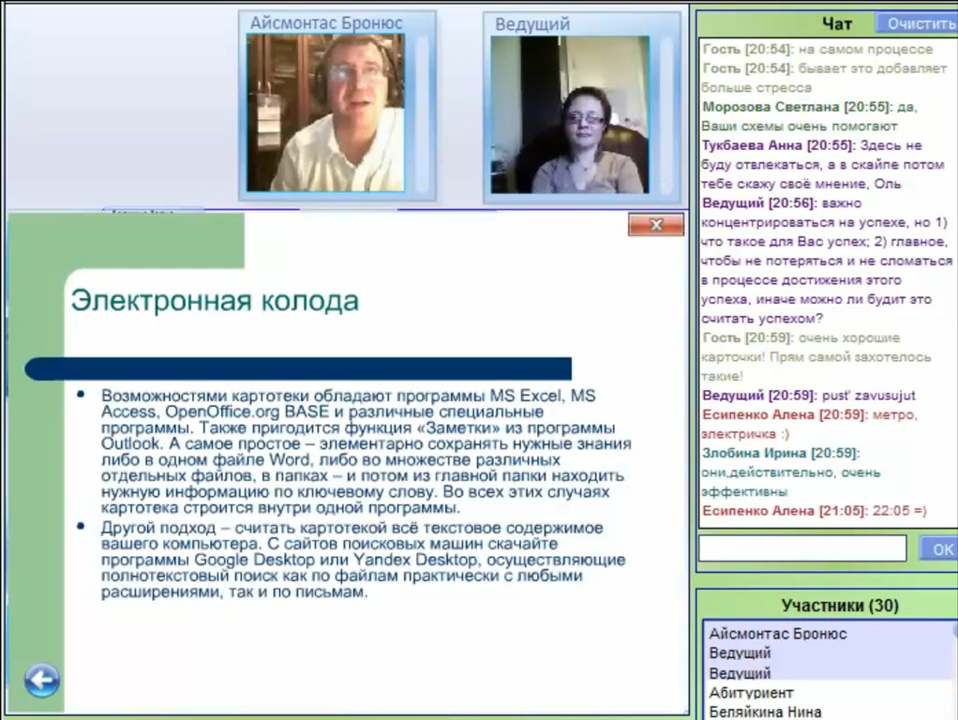 Айсмонтас Бронюс
Ведущий
Электронная колода
Возможностями картотеки обладают программы MS Excel, MS
Access, OpenOffice.org BASE и различные специальные
программы. Также пригодится функция «Заметки» из программы
Outlook. А самое простое – элементарно сохранять нужные знания
либо в одном файле Word, либо во множестве различных
отдельных файлов, в папках – и потом из главной папки находить
нужную информацию по ключевому слову. Во всех этих случаях
картотека строится внутри одной программы.
Другой подход – считать картотекой всё текстовое содержимое
вашего компьютера. С сайтов поисковых машин скачайте
программы Google Desktop или Yandex Desktop, осуществляющие
полнотекстовый поиск как по файлам практически с любыми
расширениями, так и по письмам.
Чат
Очистить
Гость [20:54]: на самом процессе
Гость [20:54]: бывает это добавляет
больше стресса
Морозова Светлана [20:55]: да,
Ваши схемы очень помогают
Тукбаева Анна [20:55]: Здесь не
буду отвлекаться, а в скайпе потом
тебе скажу своё мнение, Оль
Ведущий [20:56]: важно
концентрироваться на успехе, но 1)
что такое для Вас успех; 2) главное,
чтобы не потеряться и не сломаться
в процессе достижения этого
успеха, иначе можно ли будит это
считать успехом?
Гость [20:59]: очень хорошие
карточки! Прям самой захотелось
такие!
Ведущий [20:59]: pust' zavusujut
Есипенко Алена [20:59]: метро,
электричка :)
Злобина Ирина [20:59]:
они,действительно, очень
эффективны
Есипенко Алена [21:05]: 22:05 =)
OK
Участники (30)
Айсмонтас Бронюс
Ведущий
Ведущий
Абитуриент
Беляйкина Нина